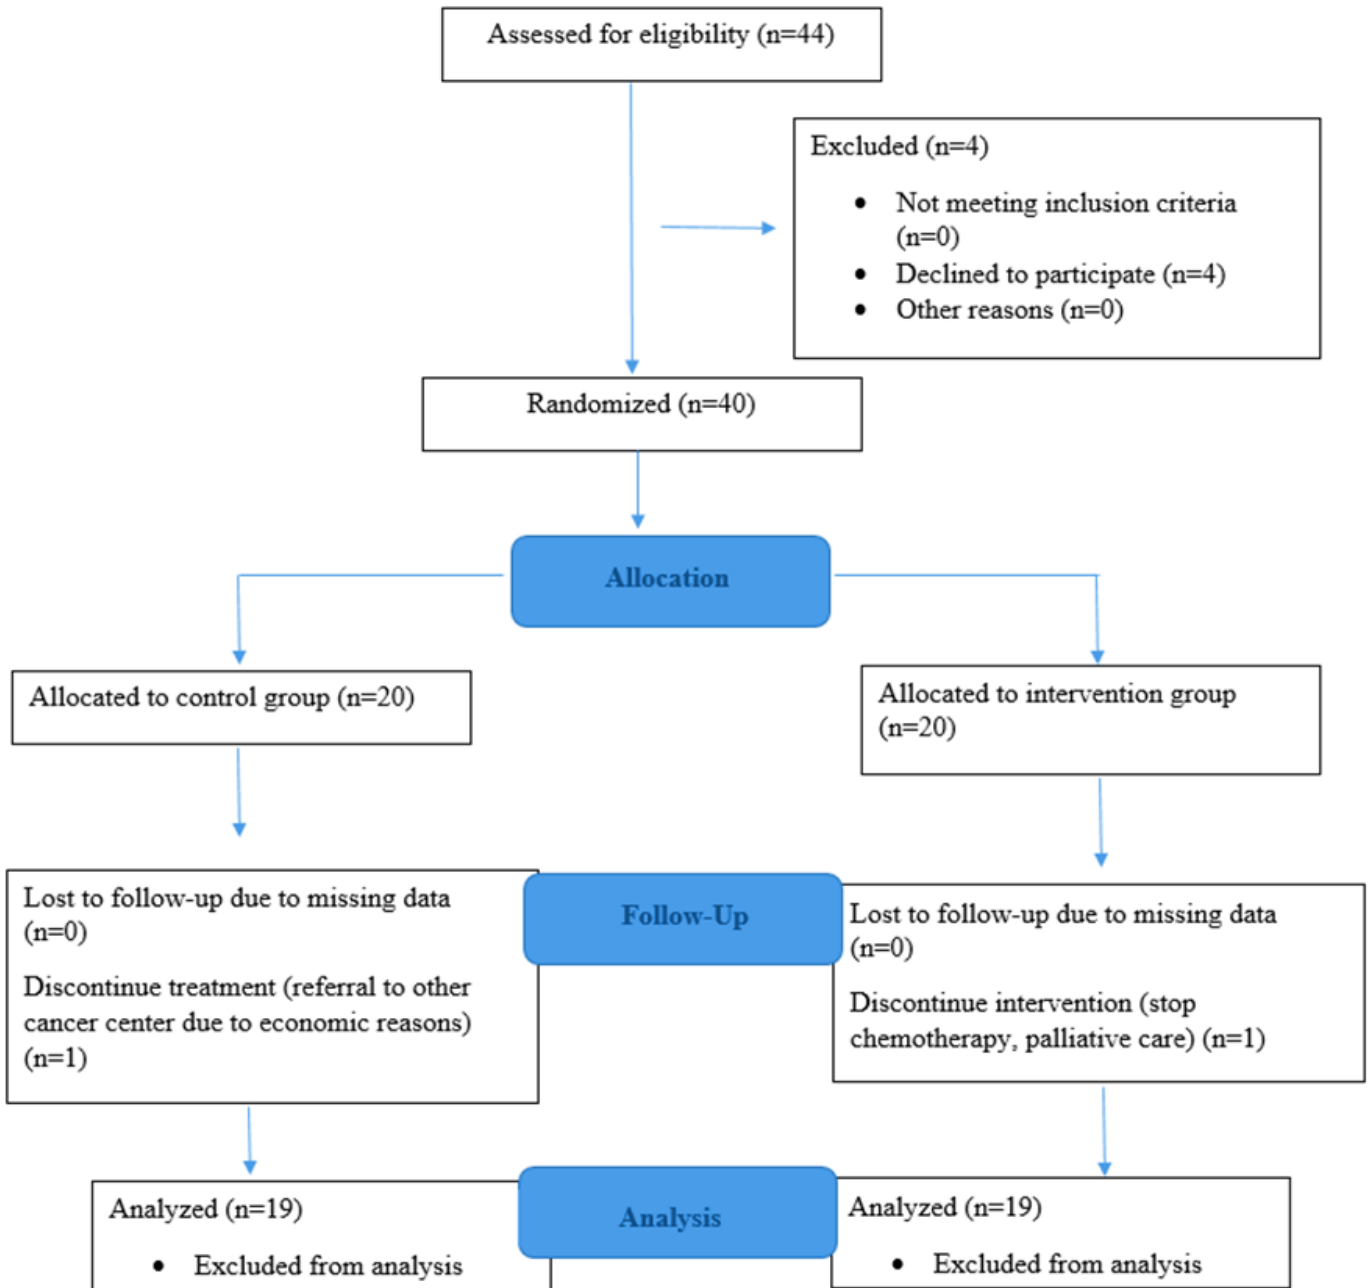 Assessed for eligibility (n=44)
Excluded (n=4)
• Not meeting inclusion criteria
(n=0)
• Declined to participate (n=4)
• Other reasons (n=0)
Randomized (n=40)
Allocation
Allocated to control group (n=20)
Allocated to intervention group
(n=20)
Follow-Up
Lost to follow-up due to missing data
(n=0)
Discontinue treatment (referral to other
cancer center due to economic reasons)
(n=1)
Lost to follow-up due to missing data
(n=0)
Discontinue intervention (stop
chemotherapy, palliative care) (n=1)
Analysis
Analyzed (n=19)
• Excluded from analysis
Analyzed (n=19)
• Excluded from analysis